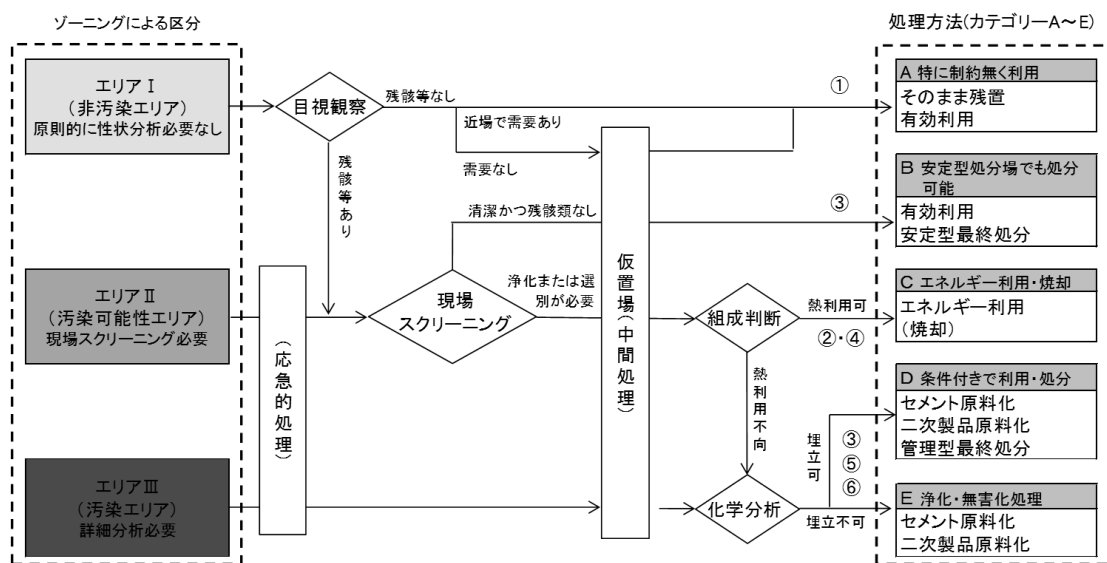 ゾーニングによる区分
処理方法(カテゴリーA～E)
エリアⅠ
(非汚染エリア)
原則的に性状分析必要なし
目視観察
残骸等なし
①
近場で需要あり
需要なし
残骸等あり
A 特に制約無く利用
そのまま残置
有効利用
B 安定型処分場でも処分
可能
有効利用
安定型最終処分
清潔かつ残骸類なし
③
エリアⅡ
(汚染可能性エリア)
現場スクリーニング必要
(応急的処理)
現場
スクリーニング
浄化または選
別が必要
仮置場(中間処理)
組成判断
熱利用可
②・④
熱利用不向
C エネルギー利用・焼却
エネルギー利用
(焼却)
D 条件付きで利用・処分
セメント原料化
二次製品原料化
管理型最終処分
エリアⅢ
(汚染エリア)
詳細分析必要
化学分析
埋立可
③
⑤
⑥
埋立不可
E 浄化・無害化処理
セメント原料化
二次製品原料化